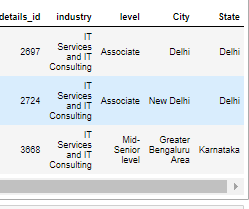 details_id industry level City State
2697 IT Services and IT Consulting Associate Delhi Delhi
2724 IT Services and IT Consulting Associate New Delhi Delhi
3668 IT Services and IT Consulting Mid-Senior level Greater Bengaluru Area Karnataka